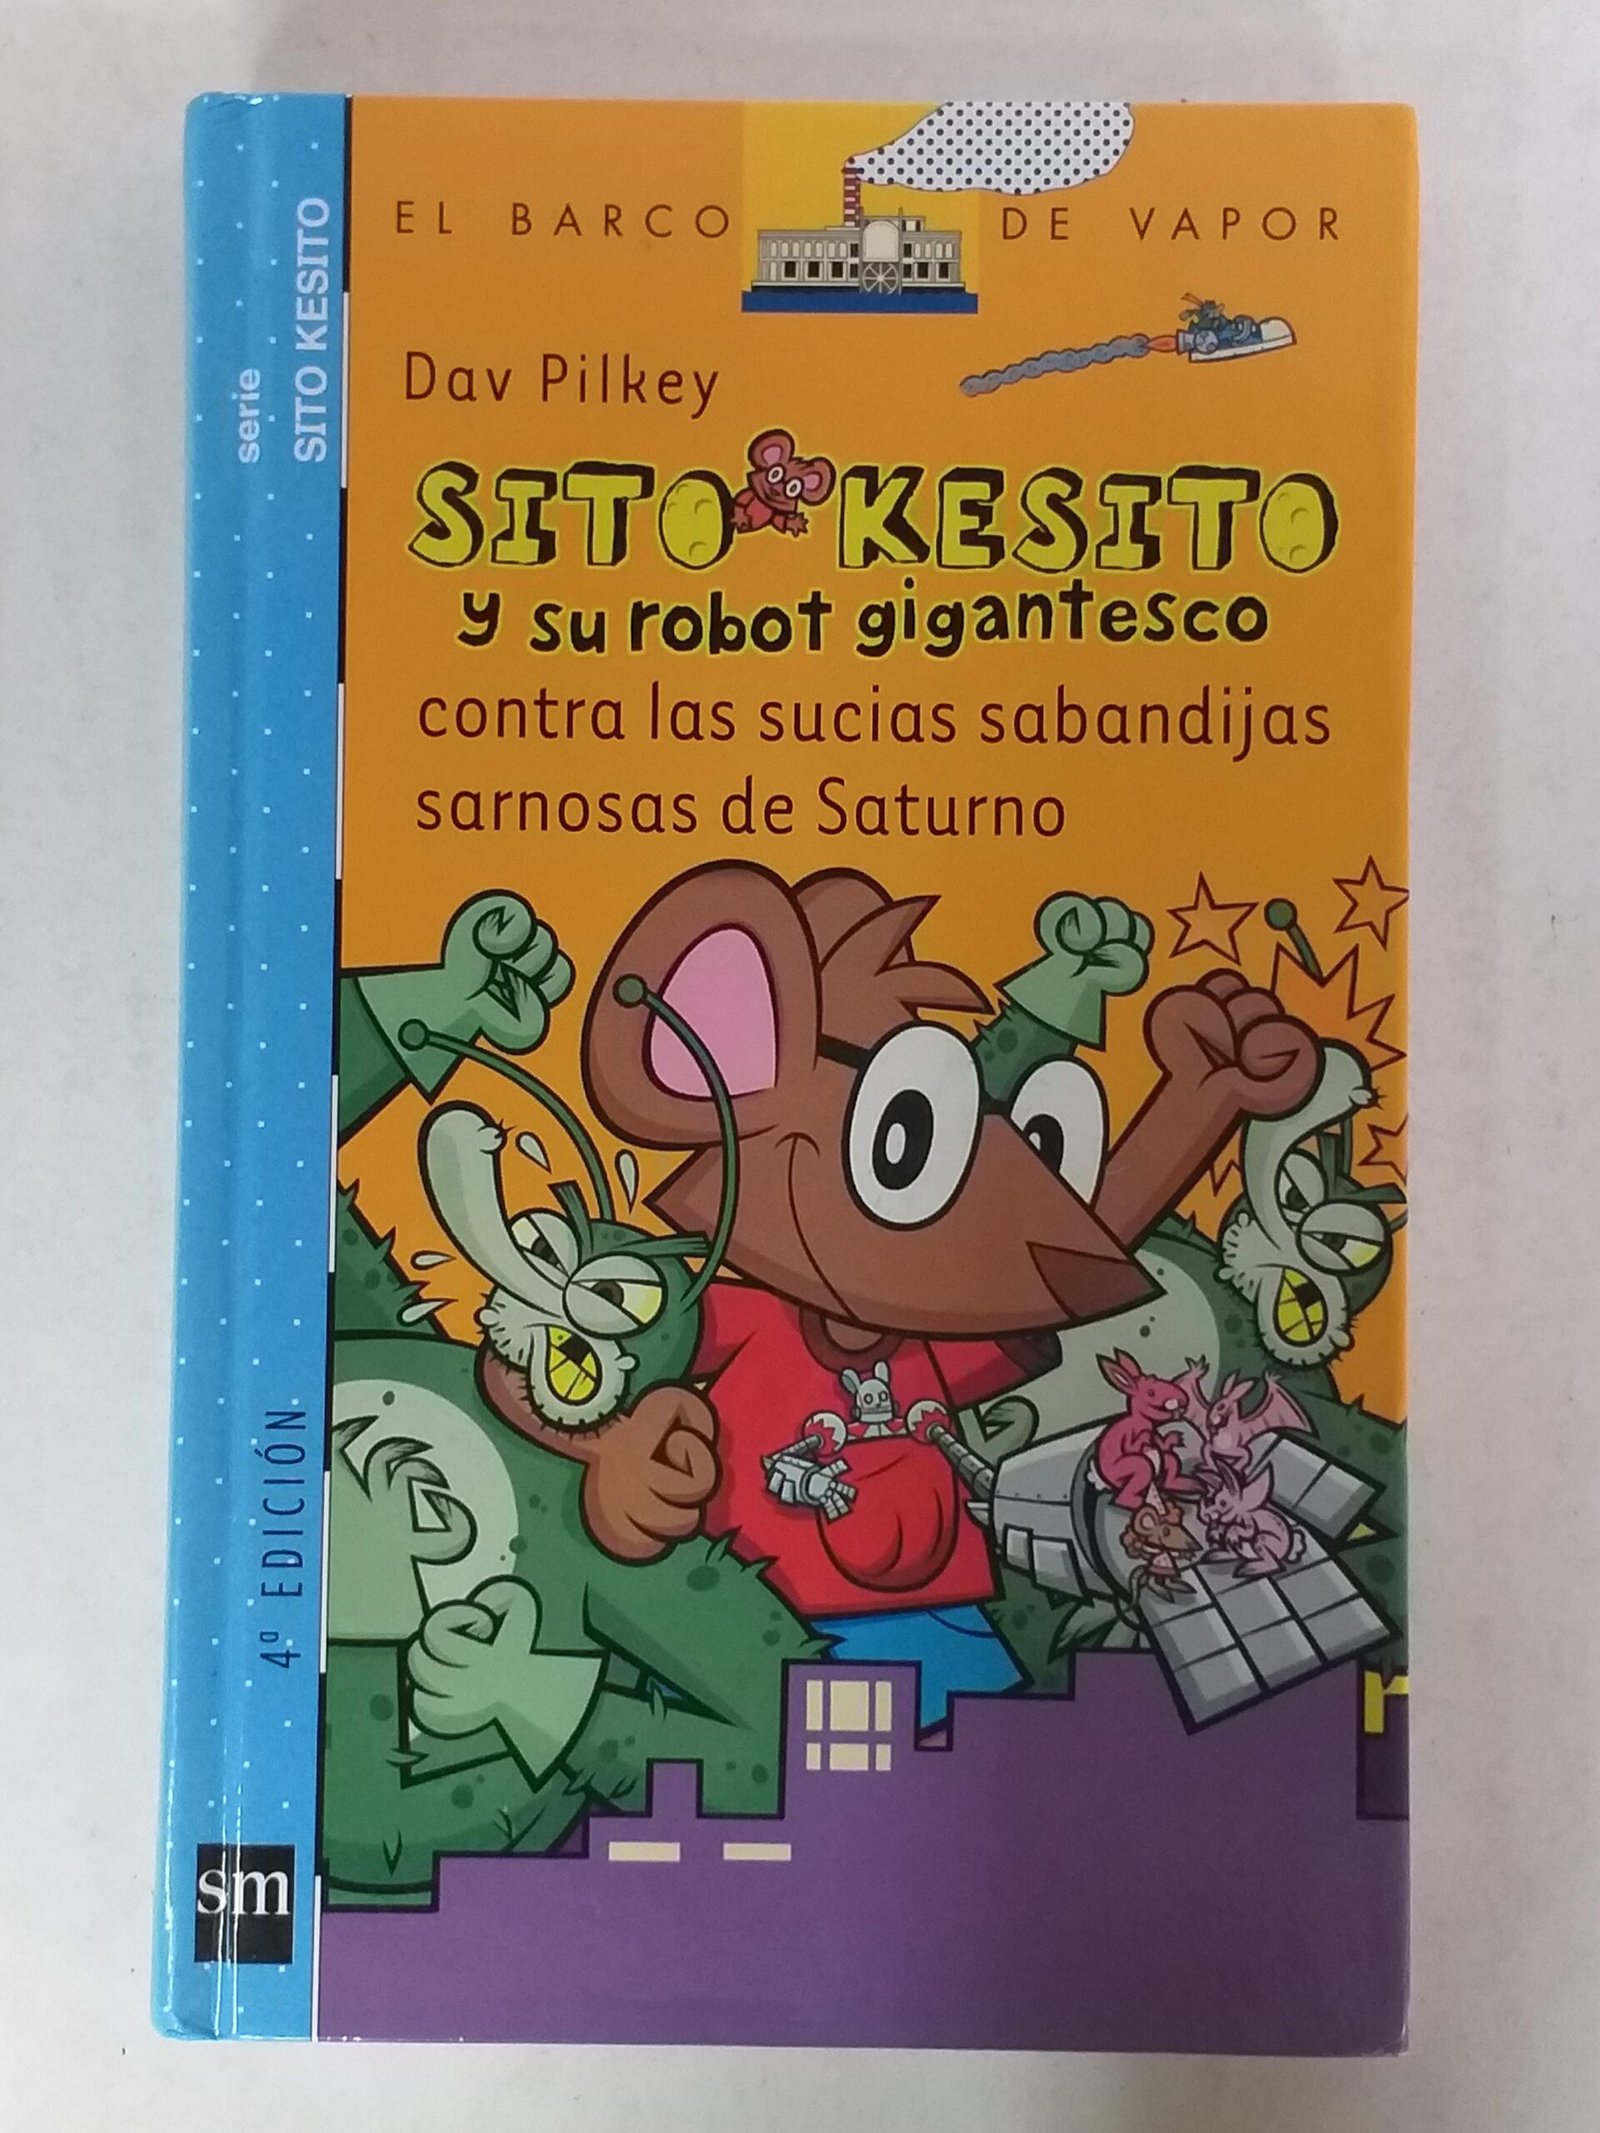 EL BARCO DE VAPOR
Dav Pilkey
SITO KESITO
y su robot gigantesco
contra las sucias sabandijas
sarnosas de Saturno
serie
SITO KESITO
4ª EDICIÓN
sm